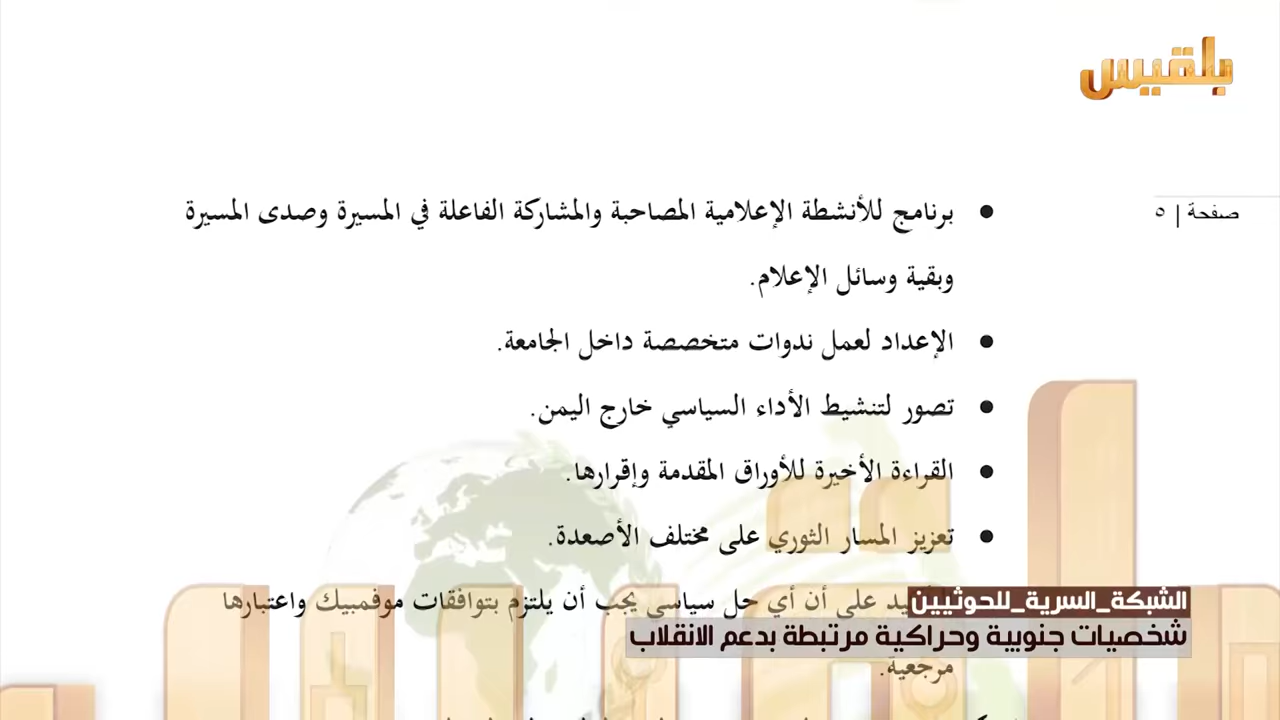 بلقيس
صفحة | ٥
برنامج للأنشطة الإعلامية المصاحبة والمشاركة الفاعلة في المسيرة وصدى المسيرة
وبقية وسائل الإعلام.
الإعداد لعمل ندوات متخصصة داخل الجامعة.
تصور لتنشيط الأداء السياسي خارج اليمن.
القراءة الأخيرة للأوراق المقدمة وإقرارها.
تعزيز المسار الثوري على مختلف الأصعدة.
على أن أي حل سياسي يجب أن يلتزم بتوافقات موفمبيك واعتبارها
مرجعية.
الشبكة_السرية_للحوثيين
شخصيات جنوبية وحراكية مرتبطة بدعم الانقلاب